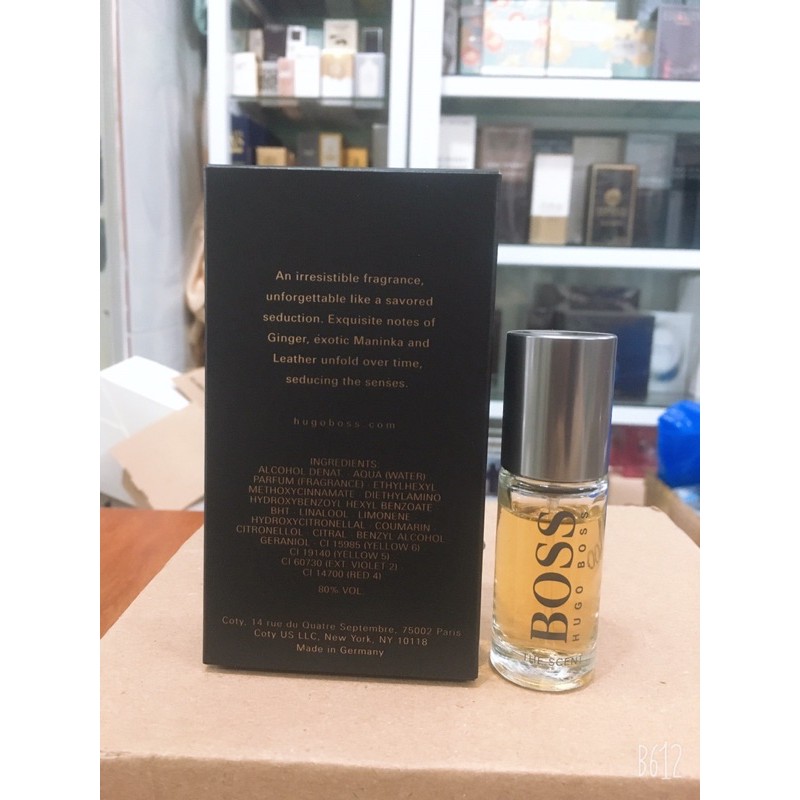 An irresistible fragrance,
unforgettable like a savored
seduction. Exquisite notes of
Ginger, exotic Maninka and
Leather unfold over time,
seducing the senses.
hugoboss.com
INGREDIENTS:
ALCOHOL DENAT. · AQUA (WATER)
PARFUM (FRAGRANCE) · ETHYLHEXYL
METHOXYCINNAMATE · DIETHYLAMINO
HYDROXYBENZOYL HEXYL BENZOATE
BHT · LINALOOL · LIMONENE
HYDROXYCITRONELLAL · COUMARIN
CITRONELLOL · CITRAL · BENZYL ALCOHOL
GERANIOL · CI 15985 (YELLOW 6)
CI 19140 (YELLOW 5)
CI 60730 (EXT. VIOLET 2)
CI 14700 (RED 4)
80% VOL.
Coty, 14 rue du Quatre Septembre, 75002 Paris
Coty US LLC, New York, NY 10118
Made in Germany
BOSS
HUGO BOSS
THE SCENT
B612